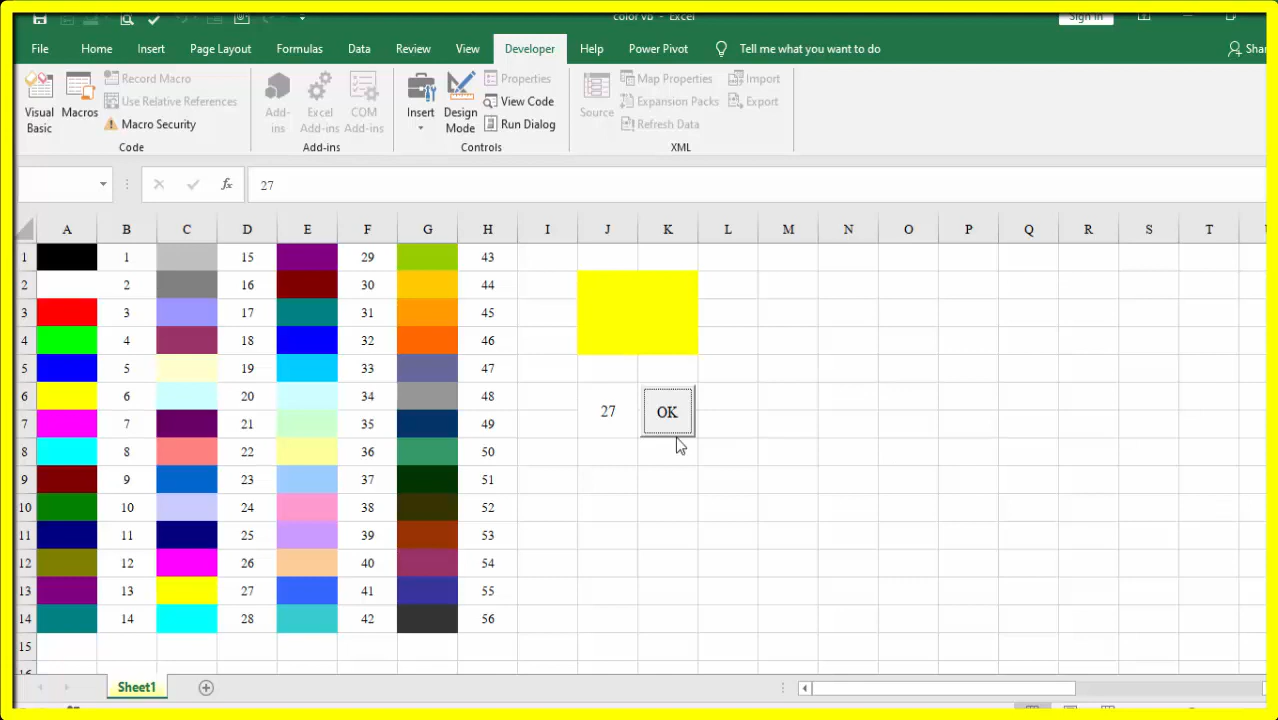 color vb - Excel
Sign in
File Home Insert Page Layout Formulas Data Review View Developer Help Power Pivot Tell me what you want to do Shar
Visual Basic
Macros
Record Macro
Use Relative References
Macro Security
Code
Add-ins
Excel Add-ins
COM Add-ins
Add-ins
Insert
Design Mode
Properties
View Code
Run Dialog
Controls
Source
Map Properties
Expansion Packs
Refresh Data
Import
Export
XML
fx 27
A B C D E F G H I J K L M N O P Q R S T
1 1 15 29 43
2 2 16 30 44
3 3 17 31 45
4 4 18 32 46
5 5 19 33 47
6 6 20 34 48
7 7 21 35 49
8 8 22 36 50
9 9 23 37 51
10 10 24 38 52
11 11 25 39 53
12 12 26 40 54
13 13 27 41 55
14 14 28 42 56
15
27 OK
Sheet1